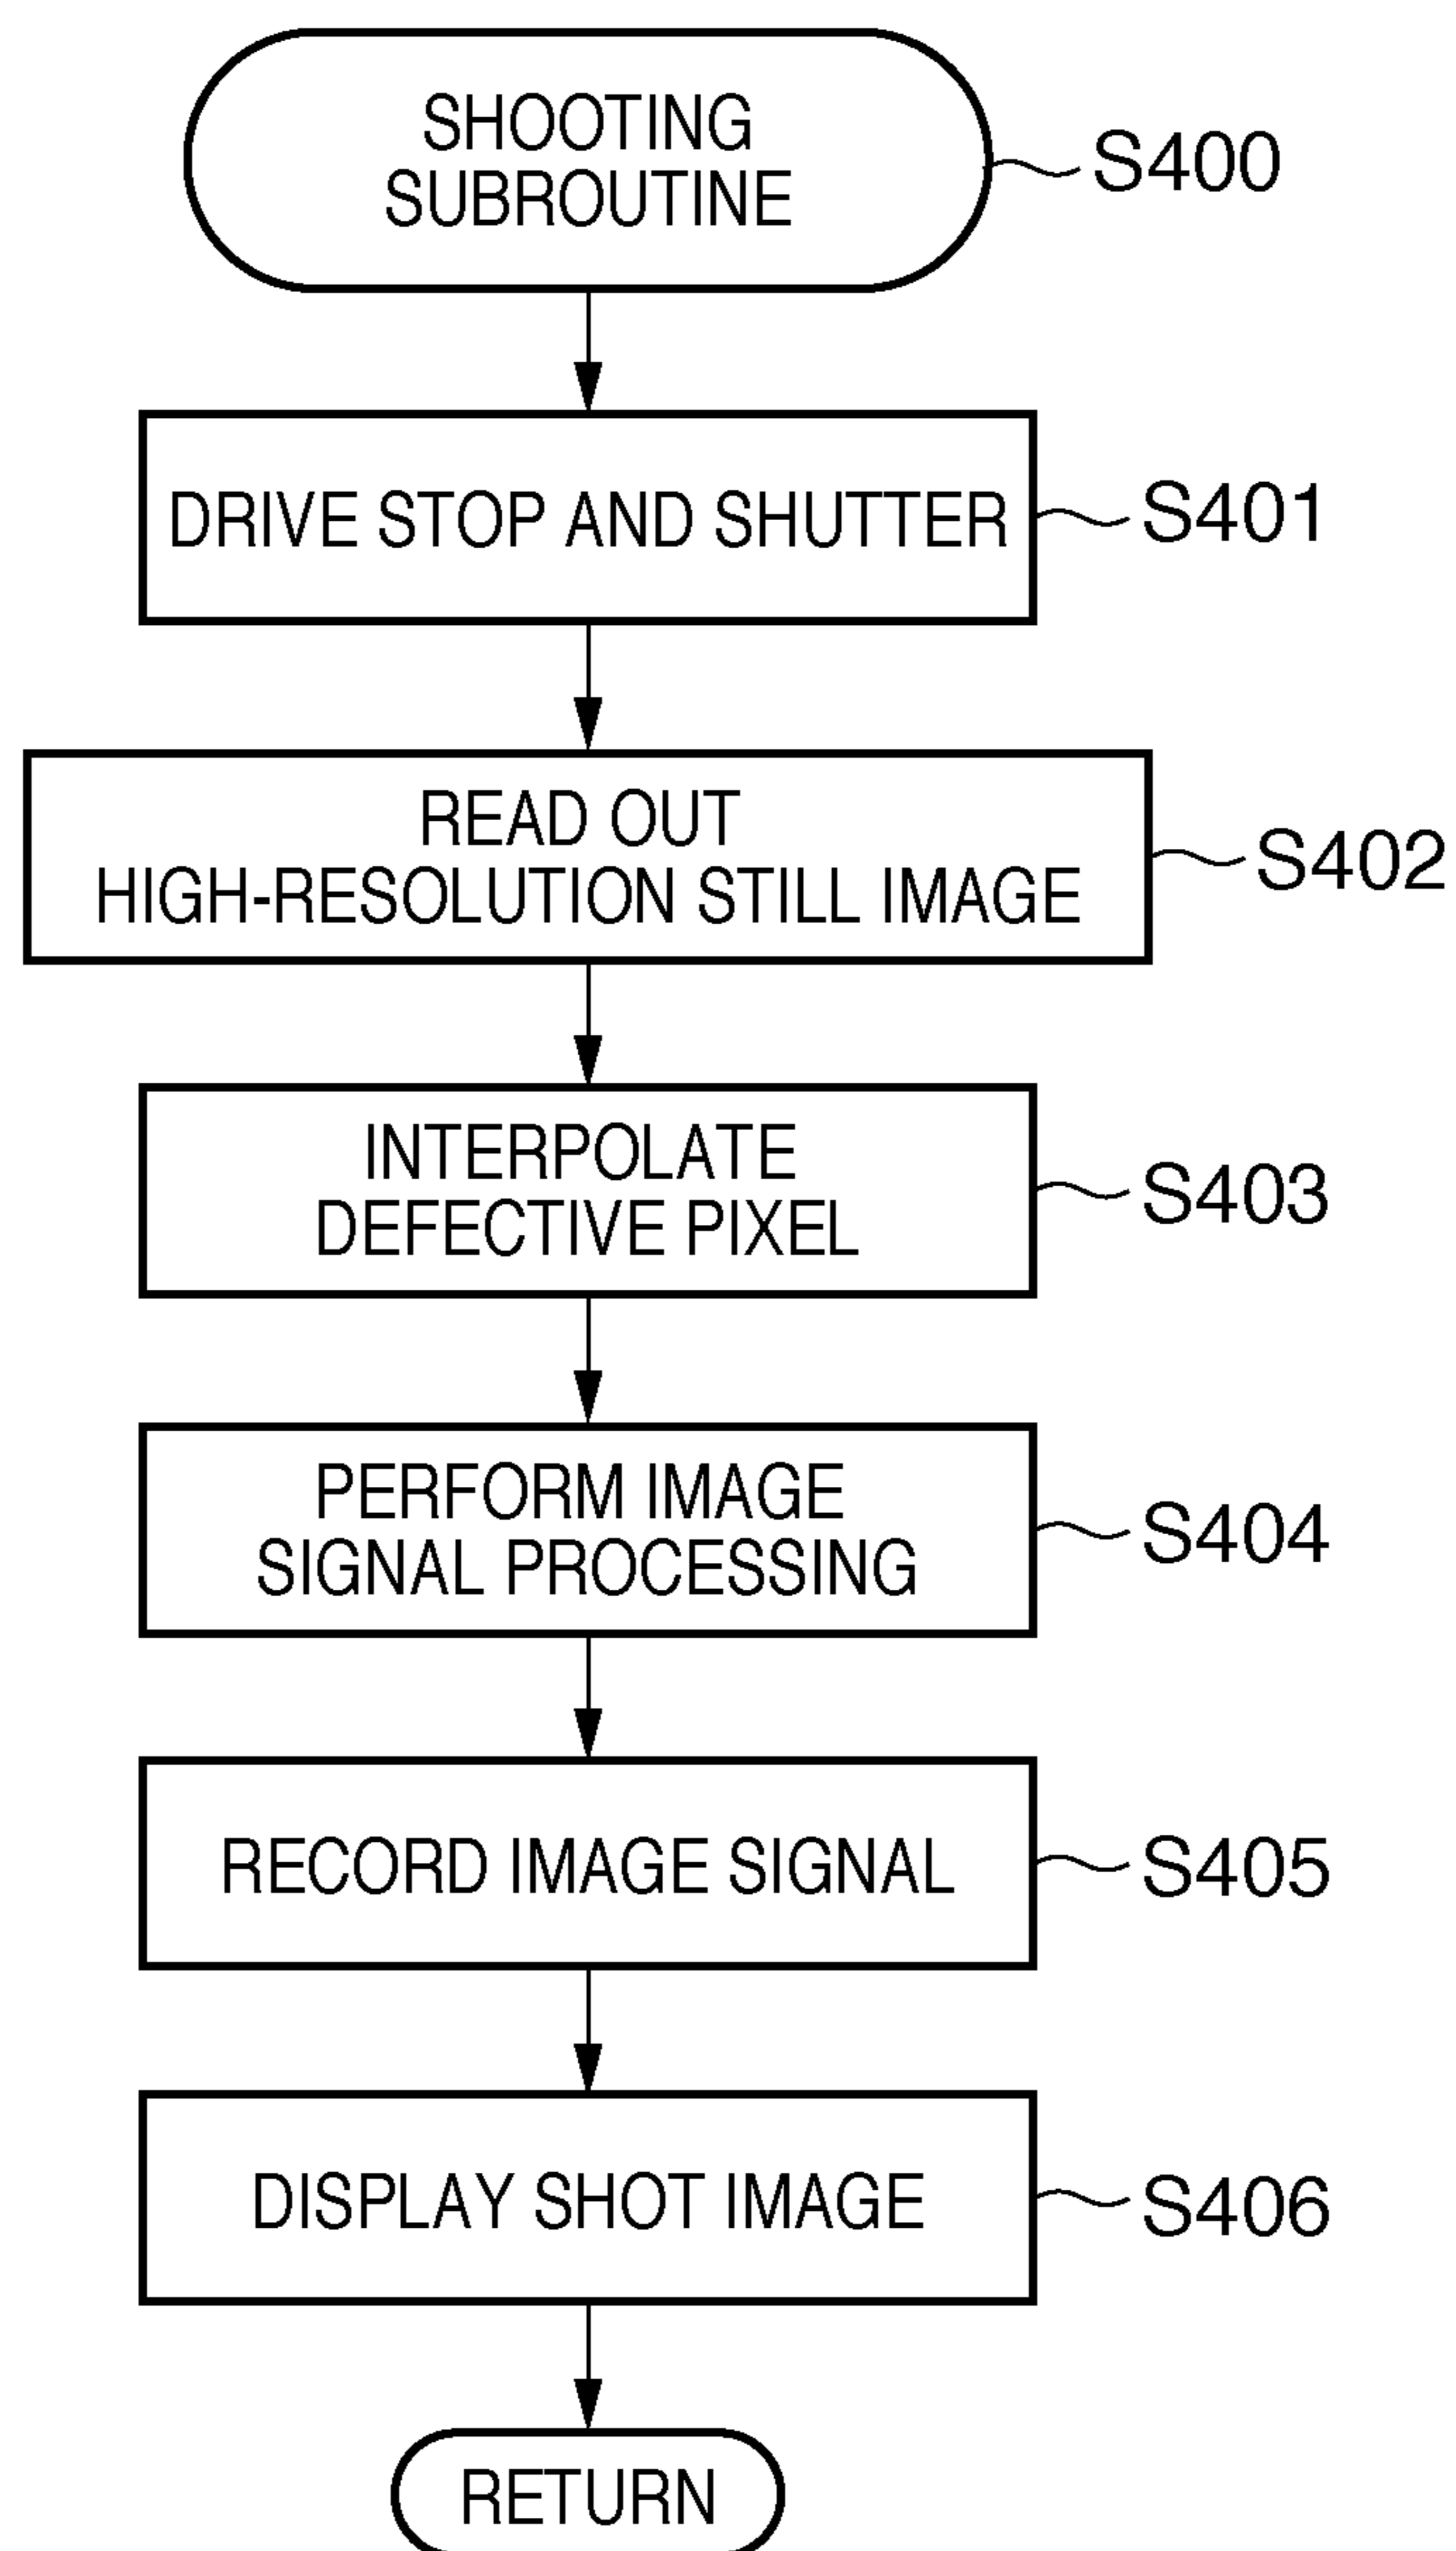 SHOOTING
SUBROUTINE
S400
DRIVE STOP AND SHUTTER
S401
READ OUT
HIGH-RESOLUTION STILL IMAGE
S402
INTERPOLATE
DEFECTIVE PIXEL
S403
PERFORM IMAGE
SIGNAL PROCESSING
S404
RECORD IMAGE SIGNAL
S405
DISPLAY SHOT IMAGE
S406
RETURN